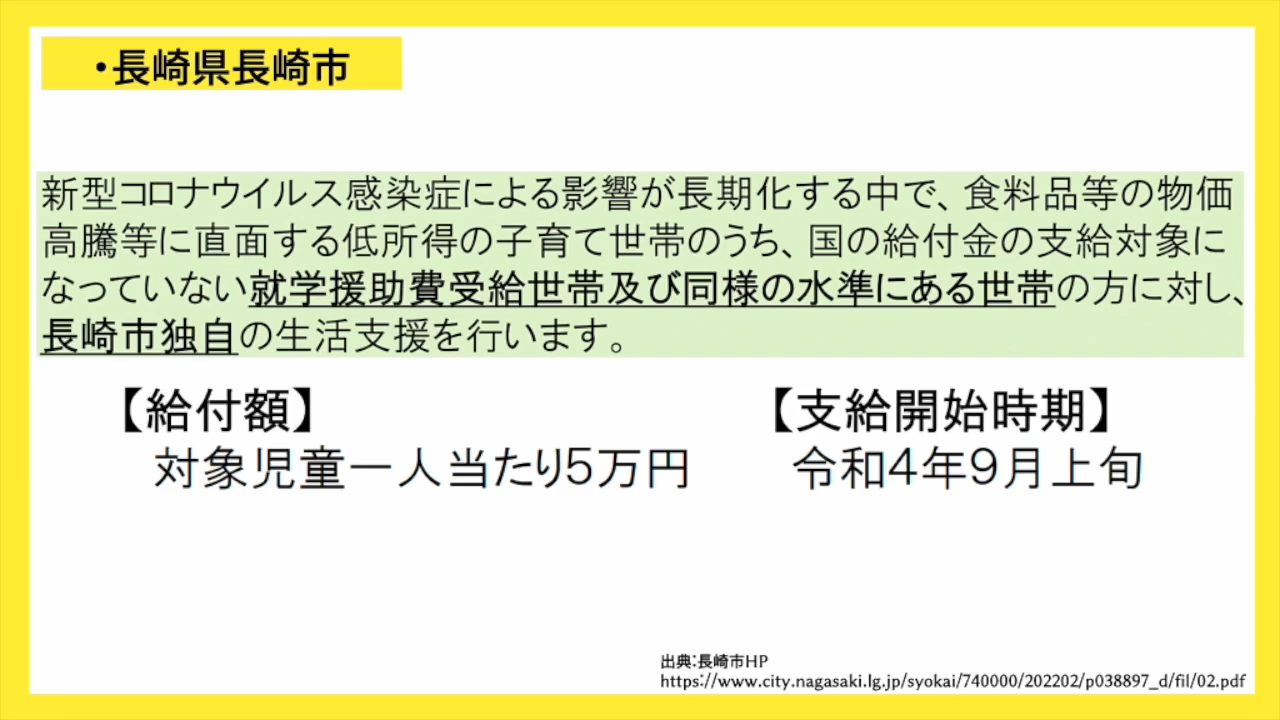 ・長崎県長崎市
新型コロナウイルス感染症による影響が長期化する中で、食料品等の物価
高騰等に直面する低所得の子育て世帯のうち、国の給付金の支給対象に
なっていない就学援助費受給世帯及び同様の水準にある世帯の方に対し、
長崎市独自の生活支援を行います。
【給付額】
対象児童一人当たり5万円
【支給開始時期】
令和4年9月上旬
出典:長崎市HP
https://www.city.nagasaki.lg.jp/syokai/740000/202202/p038897_d/fil/02.pdf